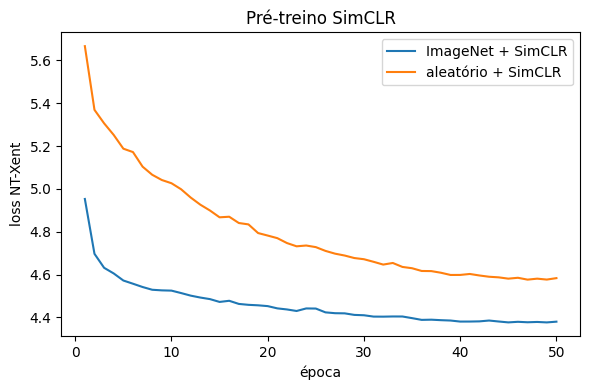 Pré-treino SimCLR
ImageNet + SimCLR
aleatório + SimCLR
loss NT-Xent
5.6
5.4
5.2
5.0
4.8
4.6
4.4
0 10 20 30 40 50
época